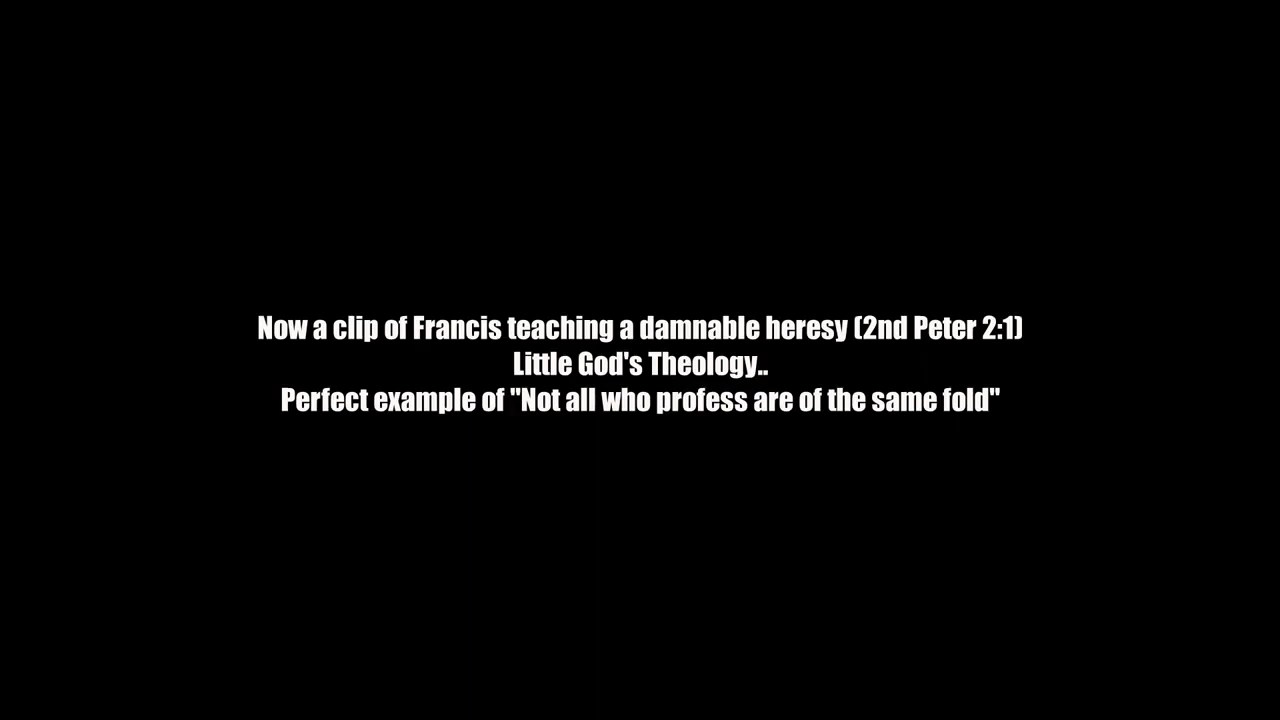 Now a clip of Francis teaching a damnable heresy (2nd Peter 2:1)
Little God's Theology..
Perfect example of "Not all who profess are of the same fold"